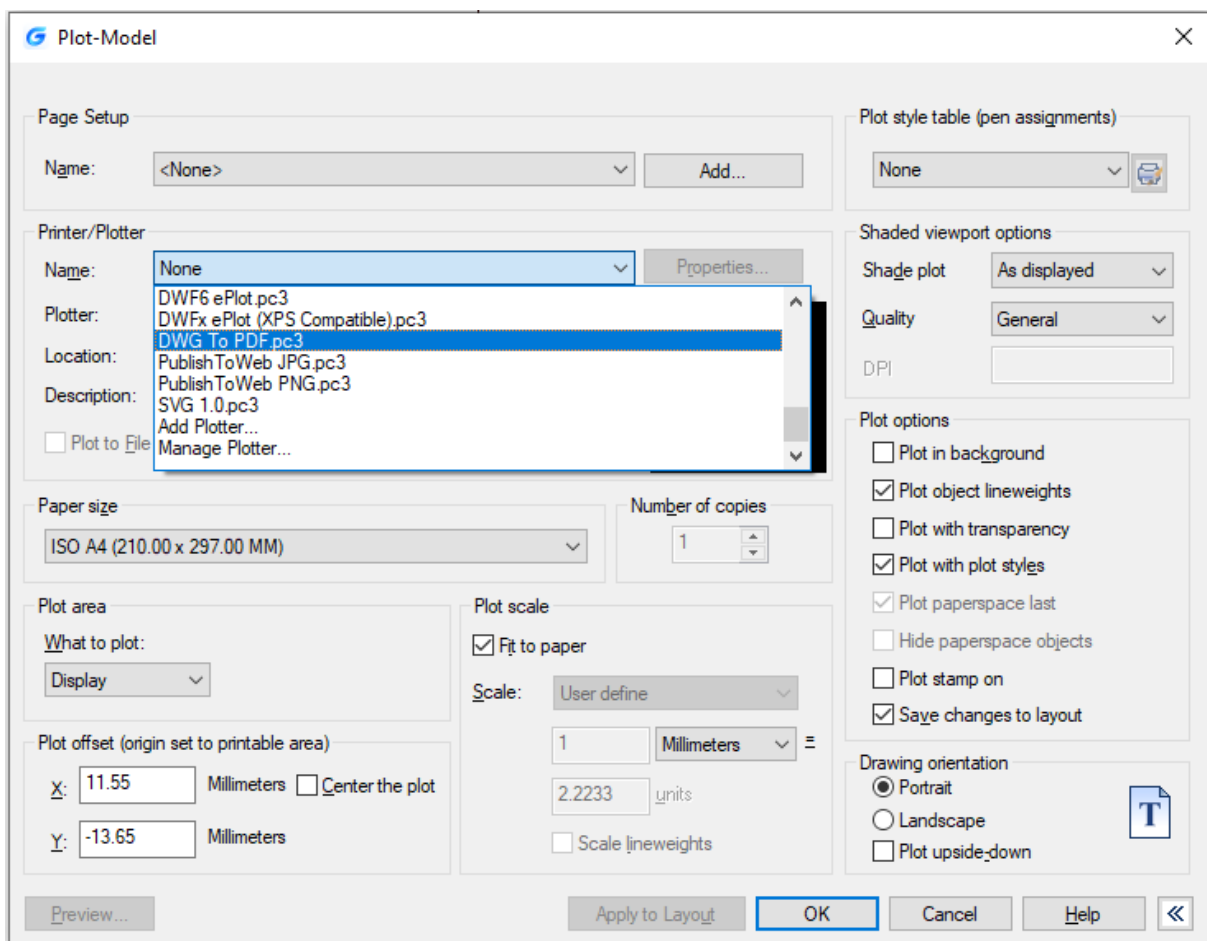 Plot-Model
Page Setup
Name:
<None>
Add...
Plot style table (pen assignments)
None
Printer/Plotter
Name:
None
Properties...
Plotter:
Location:
Description:
Plot to File
DWF6 ePlot.pc3
DWFx ePlot (XPS Compatible).pc3
DWG To PDF.pc3
PublishToWeb JPG.pc3
PublishToWeb PNG.pc3
SVG 1.0.pc3
Add Plotter...
Manage Plotter...
Shaded viewport options
Shade plot
As displayed
Quality
General
DPI
Paper size
ISO A4 (210.00 x 297.00 MM)
Number of copies
1
Plot options
Plot in background
Plot object lineweights
Plot with transparency
Plot with plot styles
Plot paperspace last
Hide paperspace objects
Plot stamp on
Save changes to layout
Plot area
What to plot:
Display
Plot scale
Fit to paper
Scale:
User define
1
Millimeters
=
2.2233
units
Scale lineweights
Plot offset (origin set to printable area)
X:
11.55
Millimeters
Center the plot
Y:
-13.65
Millimeters
Drawing orientation
Portrait
Landscape
Plot upside-down
T
Preview...
Apply to Layout
OK
Cancel
Help